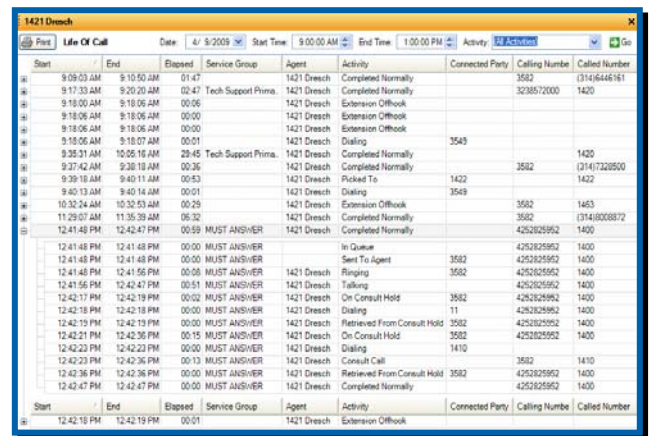 1421 Dresch
Print Life Of Call Date: 4/ 9/2009 Start Time: 9:00:00 AM End Time: 1:00:00 PM Activity: [All Activities] Go
Start End Elapsed Service Group Agent Activity Connected Party Calling Numbe Called Number
9:09:03 AM 9:10:50 AM 01:47 1421 Dresch Completed Normally 3582 (314)6446161
9:17:33 AM 9:20:20 AM 02:47 Tech Support Prima.. 1421 Dresch Completed Normally 3238572000 1420
9:18:00 AM 9:18:06 AM 00:06 1421 Dresch Extension Offhook
9:18:06 AM 9:18:06 AM 00:00 1421 Dresch Extension Offhook
9:18:06 AM 9:18:06 AM 00:00 1421 Dresch Extension Offhook
9:18:06 AM 9:18:07 AM 00:01 1421 Dresch Dialing 3549
9:35:31 AM 10:05:16 AM 29:45 Tech Support Prima.. 1421 Dresch Completed Normally 1420
9:37:42 AM 9:38:18 AM 00:36 1421 Dresch Completed Normally 3582 (314)7328500
9:39:18 AM 9:40:11 AM 00:53 1421 Dresch Picked To 1422 1422
9:40:13 AM 9:40:14 AM 00:01 1421 Dresch Dialing 3549
10:32:24 AM 10:32:53 AM 00:29 1421 Dresch Extension Offhook 3582 1463
11:29:07 AM 11:35:39 AM 06:32 1421 Dresch Completed Normally 3582 (314)8008872
12:41:48 PM 12:42:47 PM 00:59 MUST ANSWER 1421 Dresch Completed Normally 4252825952 1400
12:41:48 PM 12:41:48 PM 00:00 MUST ANSWER In Queue 4252825952 1400
12:41:48 PM 12:41:48 PM 00:00 MUST ANSWER Sent To Agent 3582 4252825952 1400
12:41:48 PM 12:41:56 PM 00:08 MUST ANSWER 1421 Dresch Ringing 3582 4252825952 1400
12:41:56 PM 12:42:47 PM 00:51 MUST ANSWER 1421 Dresch Talking 4252825952 1400
12:42:17 PM 12:42:19 PM 00:02 MUST ANSWER 1421 Dresch On Consult Hold 3582 4252825952 1400
12:42:18 PM 12:42:18 PM 00:00 MUST ANSWER 1421 Dresch Dialing 11 4252825952 1400
12:42:19 PM 12:42:19 PM 00:00 MUST ANSWER 1421 Dresch Retrieved From Consult Hold 3582 4252825952 1400
12:42:21 PM 12:42:36 PM 00:15 MUST ANSWER 1421 Dresch On Consult Hold 3582 4252825952 1400
12:42:23 PM 12:42:23 PM 00:00 MUST ANSWER 1421 Dresch Dialing 1410
12:42:23 PM 12:42:36 PM 00:13 MUST ANSWER 1421 Dresch Consult Call 3582 1410
12:42:36 PM 12:42:36 PM 00:00 MUST ANSWER 1421 Dresch Retrieved From Consult Hold 3582 4252825952 1400
12:42:47 PM 12:42:47 PM 00:00 MUST ANSWER 1421 Dresch Completed Normally 4252825952 1400
Start End Elapsed Service Group Agent Activity Connected Party Calling Numbe Called Number
12:42:18 PM 12:42:19 PM 00:01 1421 Dresch Extension Offhook